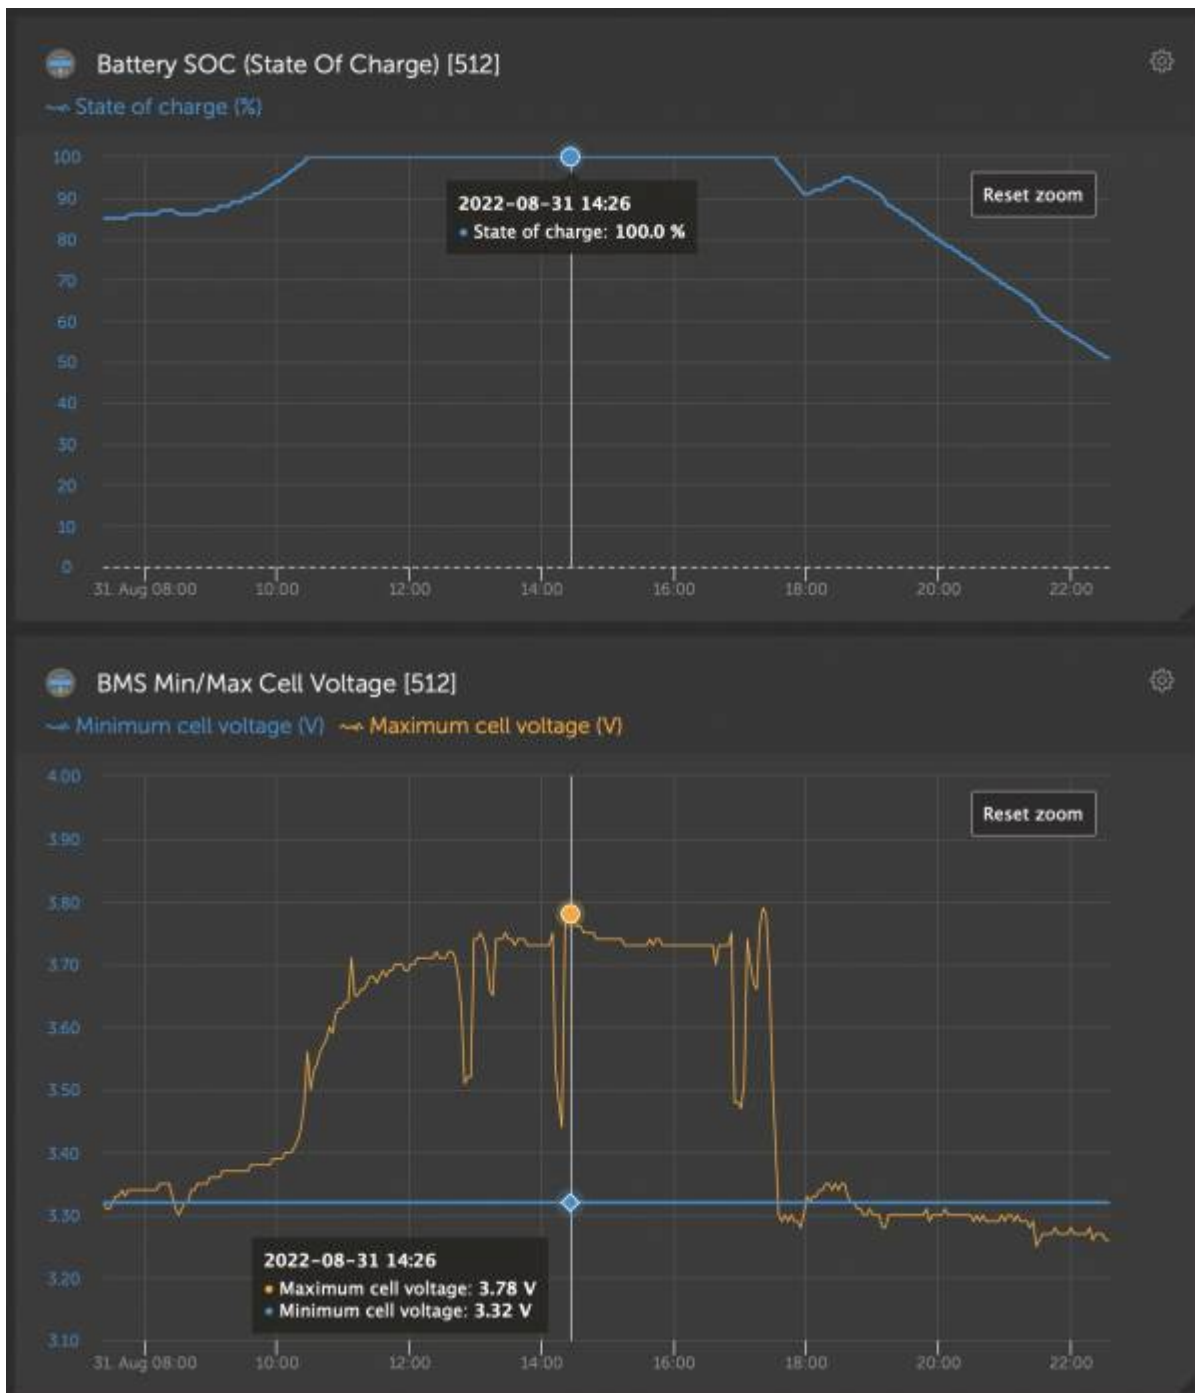 Battery SOC (State Of Charge) [512]
State of charge (%)
100
90
80
70
60
50
40
30
20
10
0
Reset zoom
2022-08-31 14:26
• State of charge: 100.0 %
31. Aug 08:00 10:00 12:00 14:00 16:00 18:00 20:00 22:00
BMS Min/Max Cell Voltage [512]
Minimum cell voltage (V) Maximum cell voltage (V)
4.00
3.90
3.80
3.70
3.60
3.50
3.40
3.30
3.20
3.10
Reset zoom
2022-08-31 14:26
• Maximum cell voltage: 3.78 V
• Minimum cell voltage: 3.32 V
31. Aug 08:00 10:00 12:00 14:00 16:00 18:00 20:00 22:00